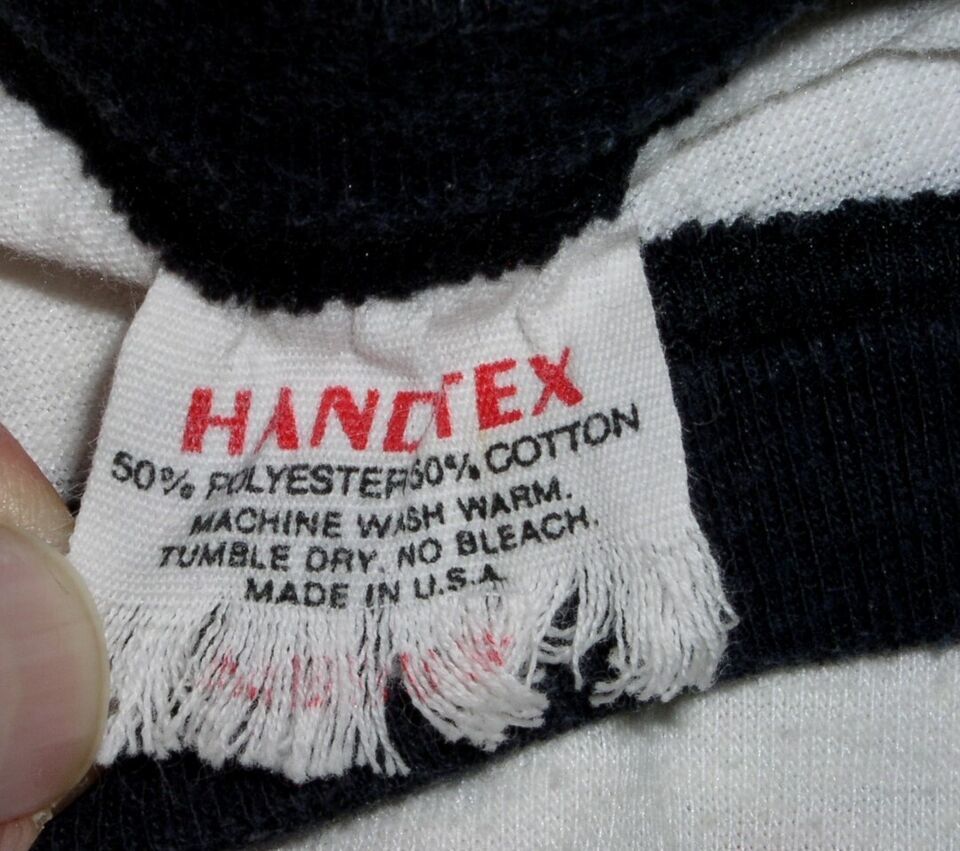 HANDTEX
50% POLYESTER 50% COTTON
MACHINE WASH WARM.
TUMBLE DRY. NO BLEACH.
MADE IN U.S.A.